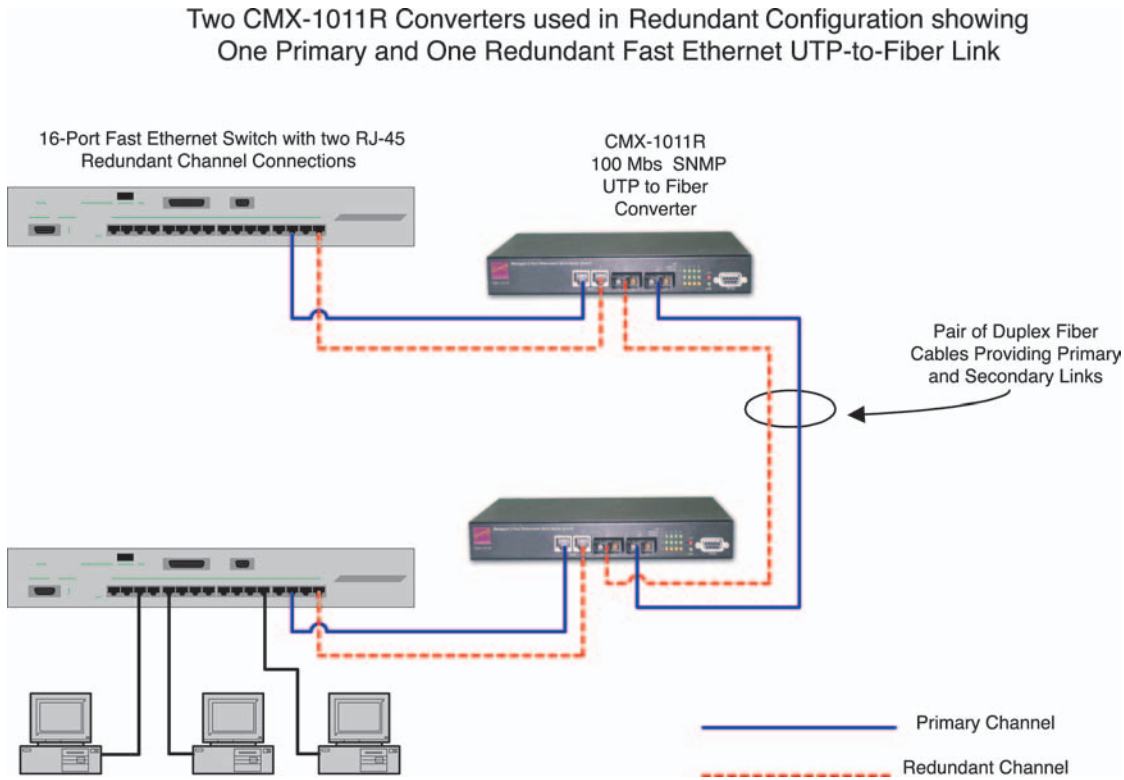 Two CMX-1011R Converters used in Redundant Configuration showing
One Primary and One Redundant Fast Ethernet UTP-to-Fiber Link
16-Port Fast Ethernet Switch with two RJ-45
Redundant Channel Connections
CMX-1011R
100 Mbs SNMP
UTP to Fiber
Converter
Pair of Duplex Fiber
Cables Providing Primary
and Secondary Links
Primary Channel
Redundant Channel